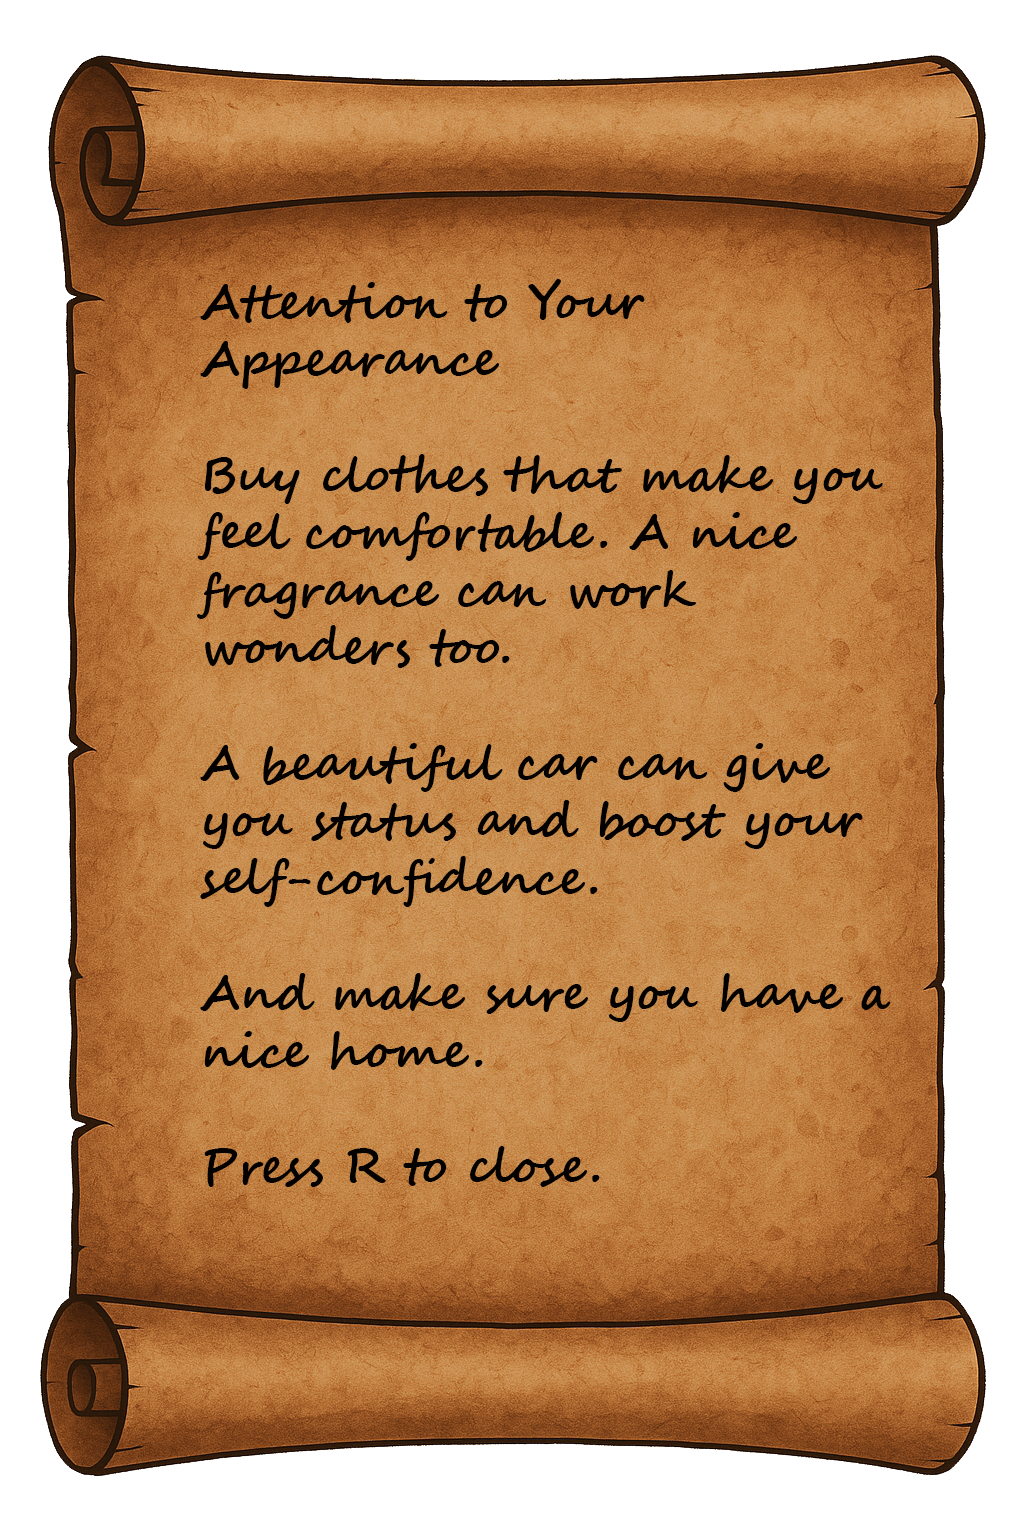 Attention to Your
Appearance
Buy clothes that make you
feel comfortable. A nice
fragrance can work
wonders too.
A beautiful car can give
you status and boost your
self-confidence.
And make sure you have a
nice home.
Press R to close.